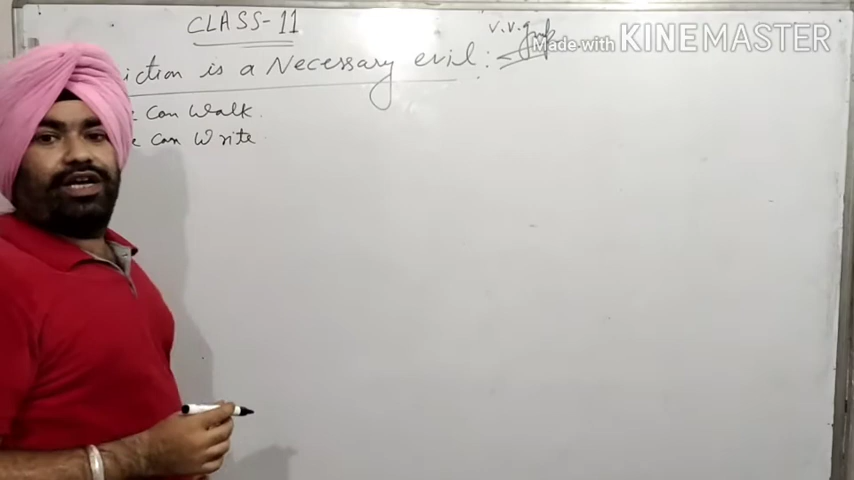 CLASS-11
iction is a Necessary evil :
V.V.
Made with KINEMASTER
can walk.
e can write